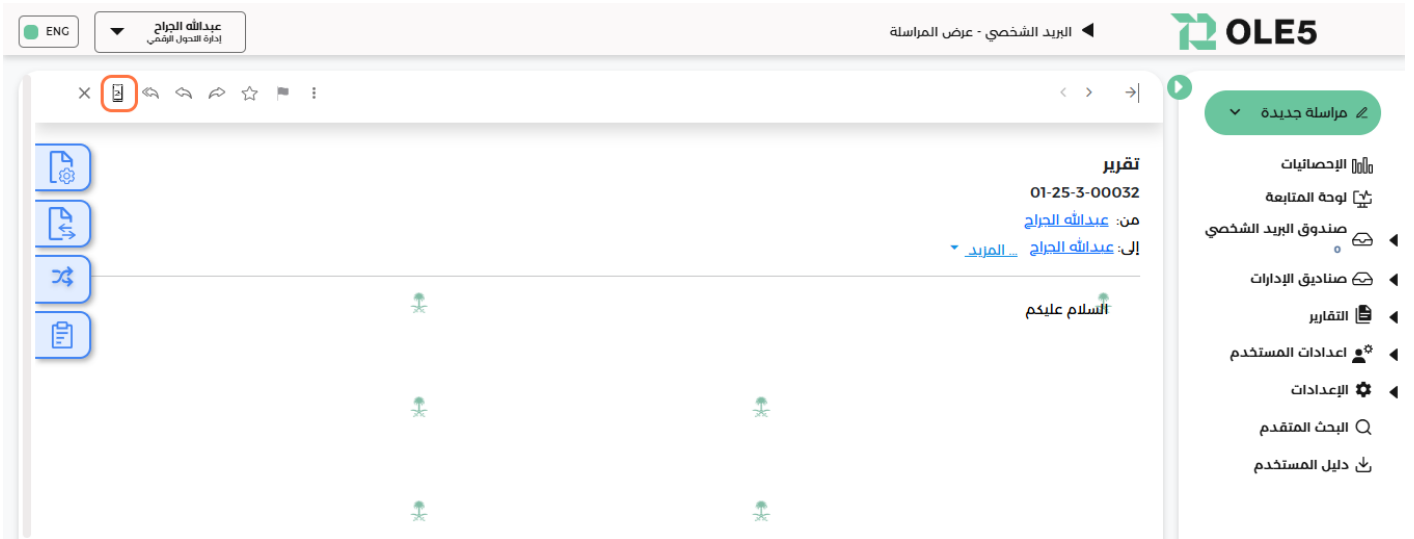 OLE5
البريد الشخصي - عرض المراسلة
عبدالله الجراح
إدارة التحول الرقمي
ENG
مراسلة جديدة
الإحصائيات
لوحة المتابعة
صندوق البريد الشخصي
0
صناديق الإدارات
التقارير
اعدادات المستخدم
الإعدادات
البحث المتقدم
دليل المستخدم
تقرير
01-25-3-00032
من: عبدالله الجراح
إلى: عبدالله الجراح ... المزيد
السلام عليكم